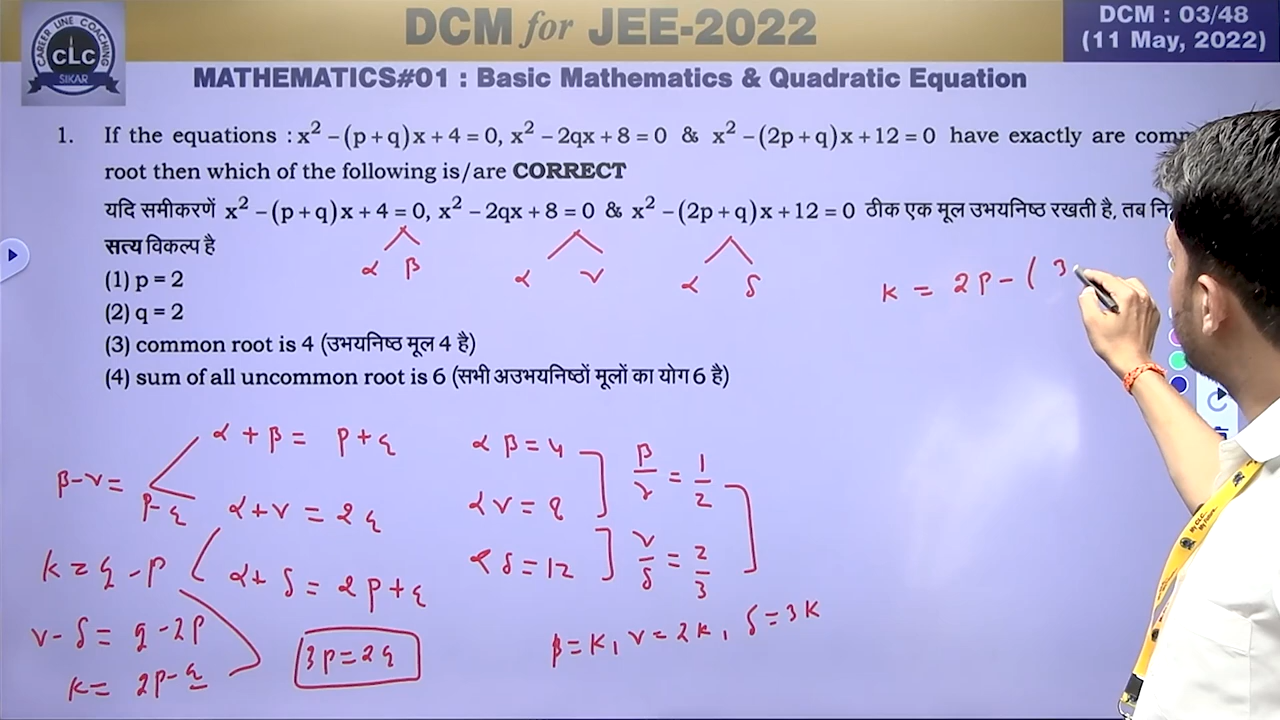 CAREER LINE COACHING
CLC
SIKAR
DCM for JEE-2022
DCM : 03/48
(11 May, 2022)
MATHEMATICS#01 : Basic Mathematics & Quadratic Equation
1. If the equations : x² − (p + q)x + 4 = 0, x² − 2qx + 8 = 0 & x² − (2p + q)x + 12 = 0 have exactly are com
root then which of the following is/are CORRECT
यदि समीकरणें x² − (p + q)x + 4 = 0, x² − 2qx + 8 = 0 & x² − (2p + q)x + 12 = 0 ठीक एक मूल उभयनिष्ठ रखती है, तब नि
सत्य विकल्प है
α β α γ α δ
(1) p = 2
(2) q = 2
(3) common root is 4 (उभयनिष्ठ मूल 4 है)
(4) sum of all uncommon root is 6 (सभी अउभयनिष्ठों मूलों का योग 6 है)
K = 2p − ( 3
α + β = p + q
β − γ =
p − q
α + γ = 2q
K = q − p
α + δ = 2p + q
γ − δ = q − 2p
K = 2p − q
3p = 2q
αβ = 4
αγ = 8
αδ = 12
β/γ = 1/2
γ/δ = 2/3
β = K, γ = 2K, δ = 3K
My CLC...